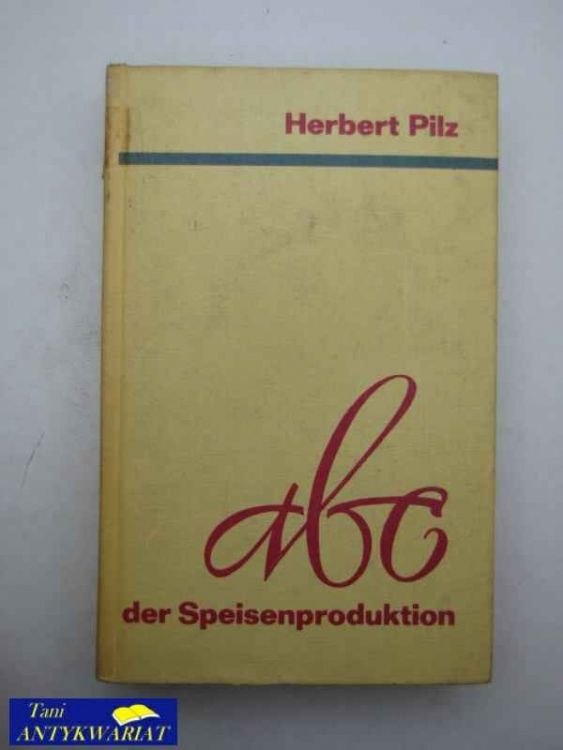 Herbert Pilz
abc
der Speisenproduktion
Tani
ANTYKWARIAT